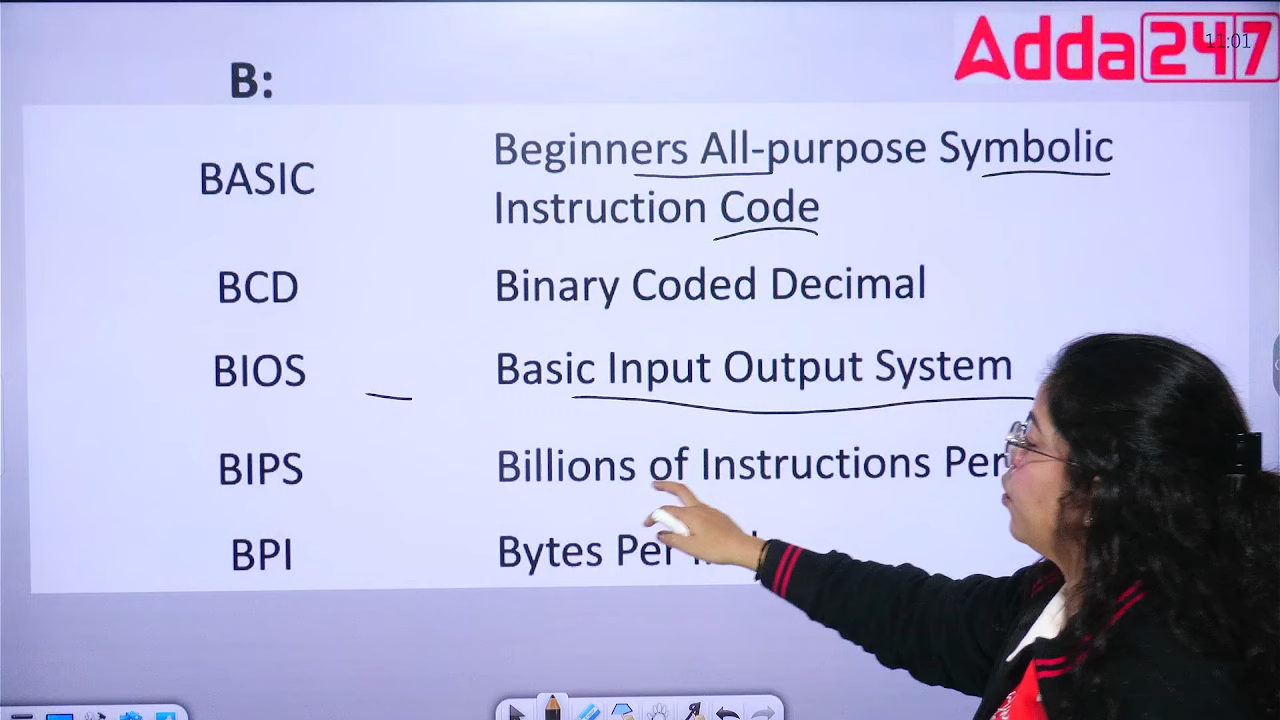 Adda247
11:01
B:
BASIC
Beginners All-purpose Symbolic
Instruction Code
BCD
Binary Coded Decimal
BIOS
Basic Input Output System
BIPS
Billions of Instructions Per
BPI
Bytes Per